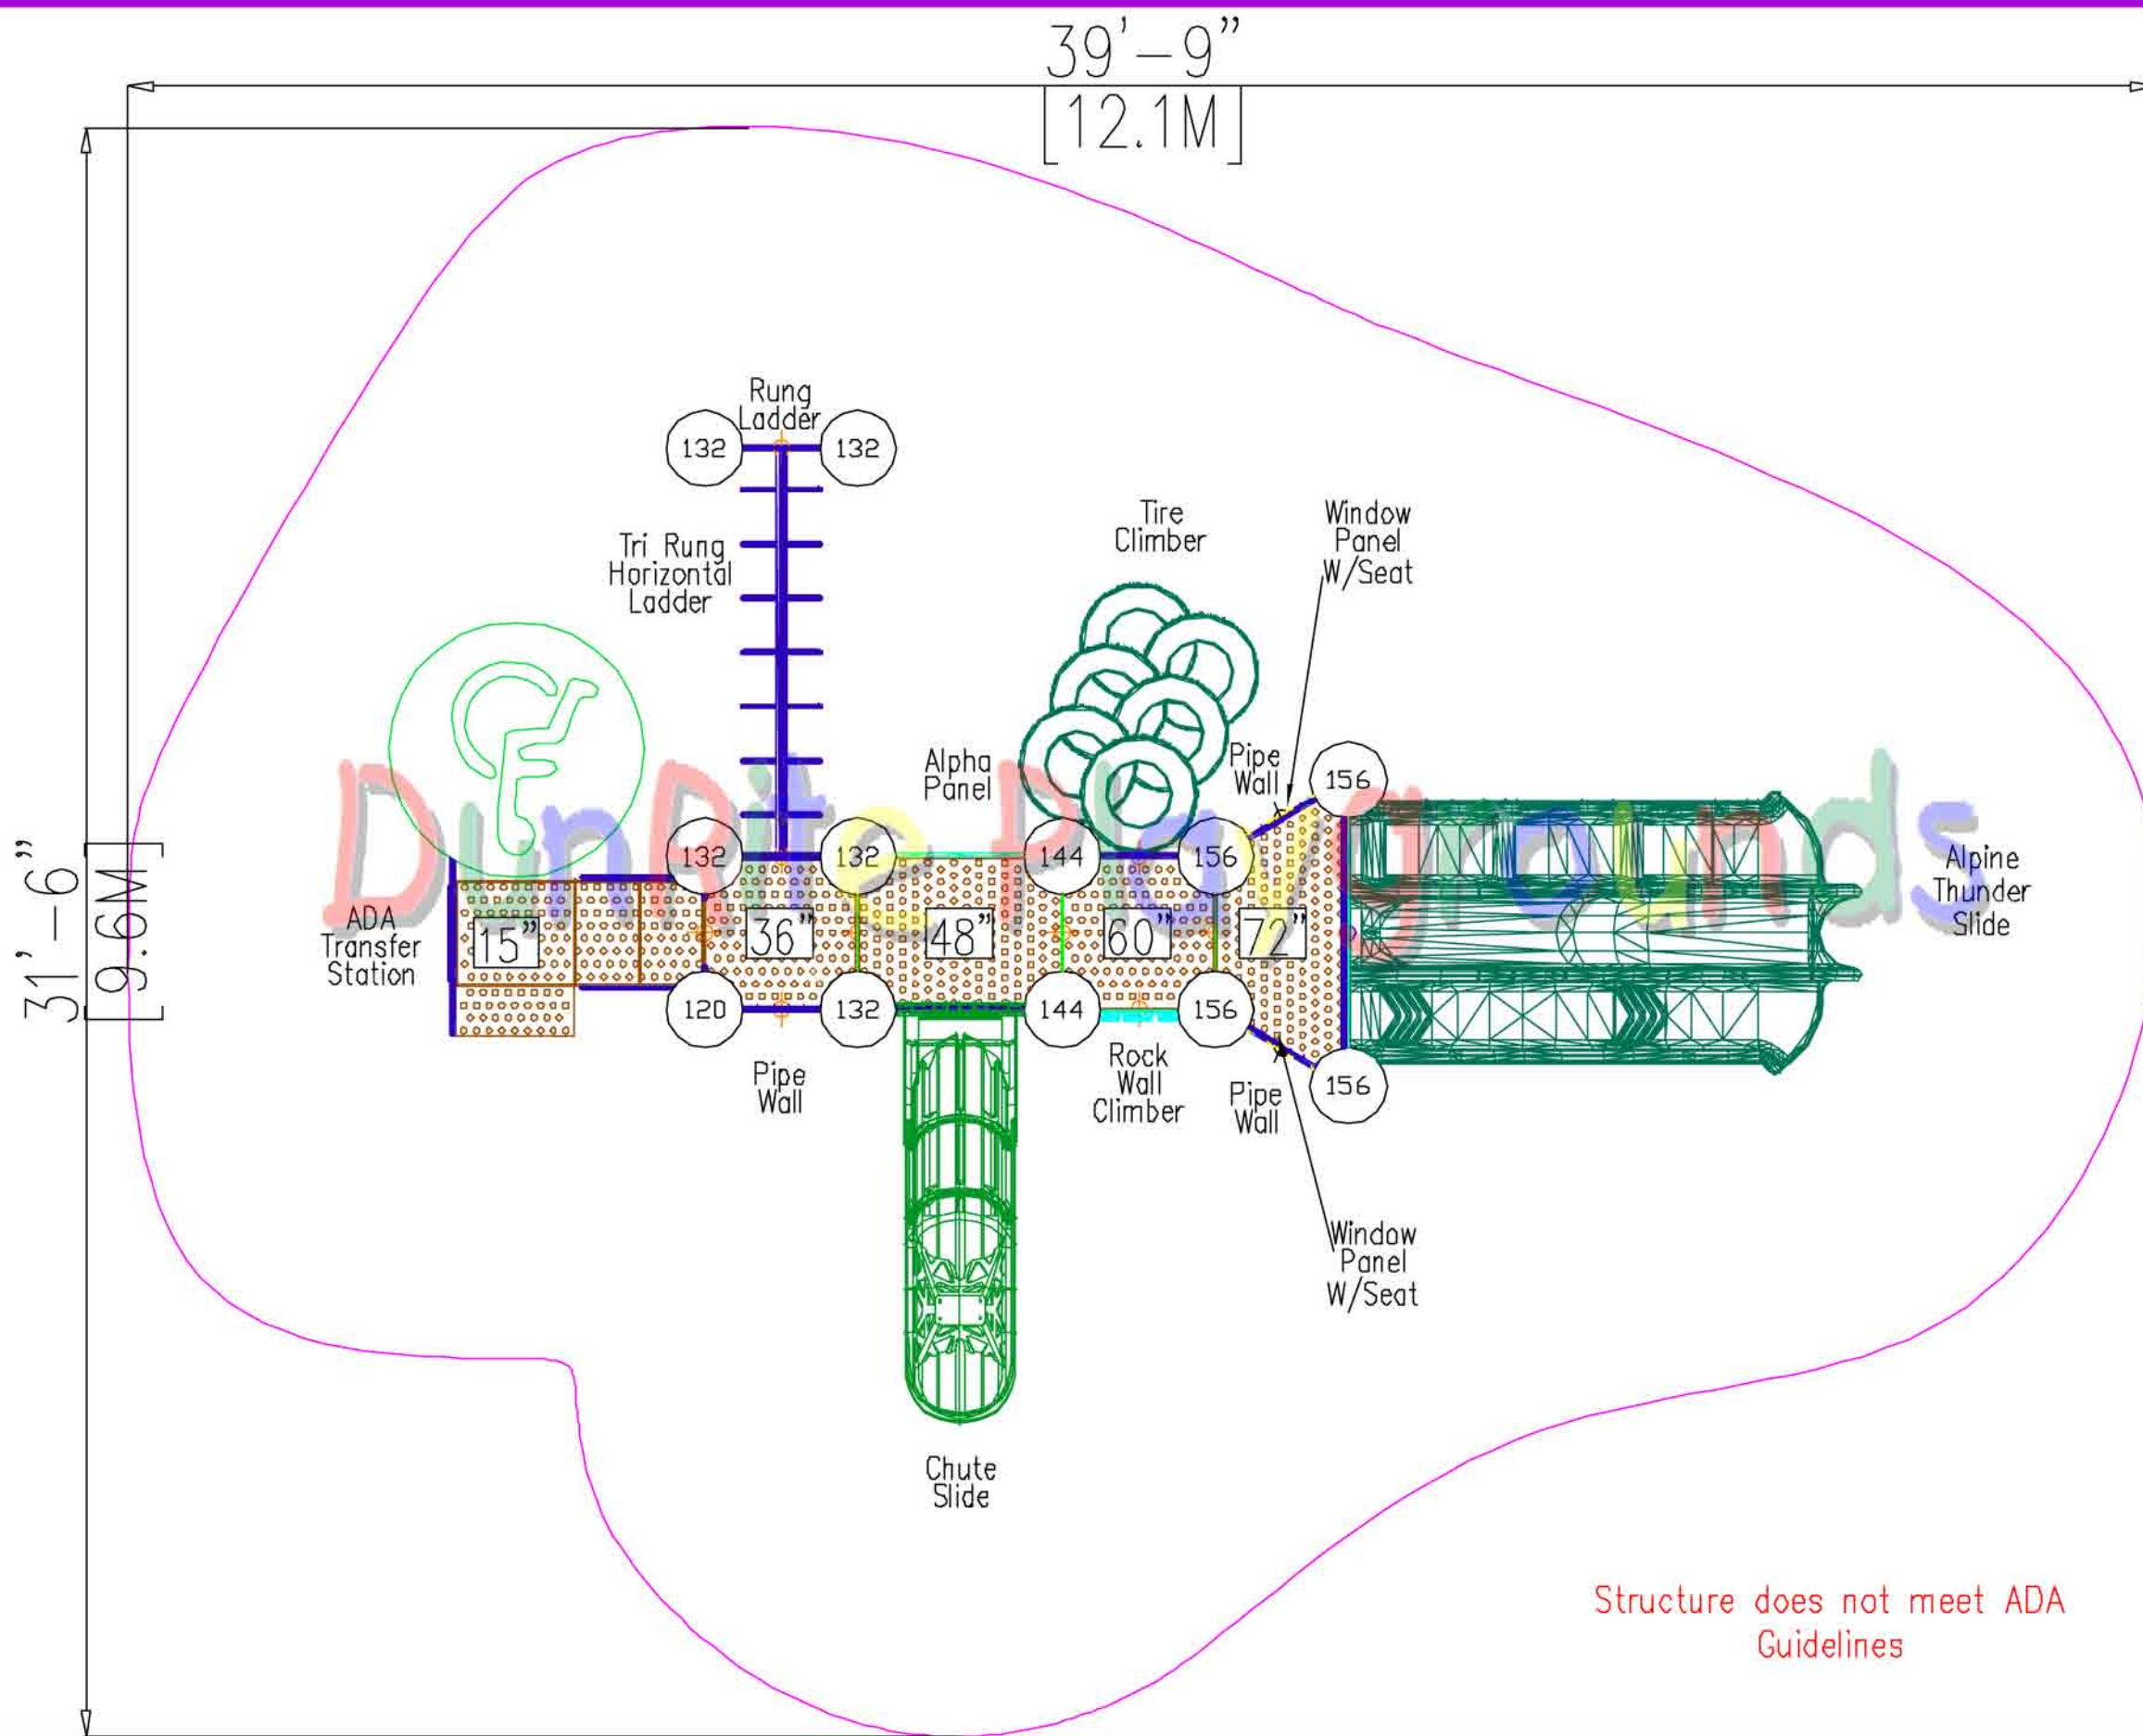 39'-9"
[12.1M]
31'-6"
[9.6M]
Rung
Ladder
132
132
Tri Rung
Horizontal
Ladder
Tire
Climber
Window
Panel
W/Seat
Alpha
Panel
Pipe
Wall
156
DunRite Playgrounds
132
132
144
156
Alpine
Thunder
Slide
ADA
Transfer
Station
15"
36"
48"
60"
72"
120
132
144
156
Pipe
Wall
Rock
Wall
Climber
Pipe
Wall
156
Window
Panel
W/Seat
Chute
Slide
Structure does not meet ADA
Guidelines